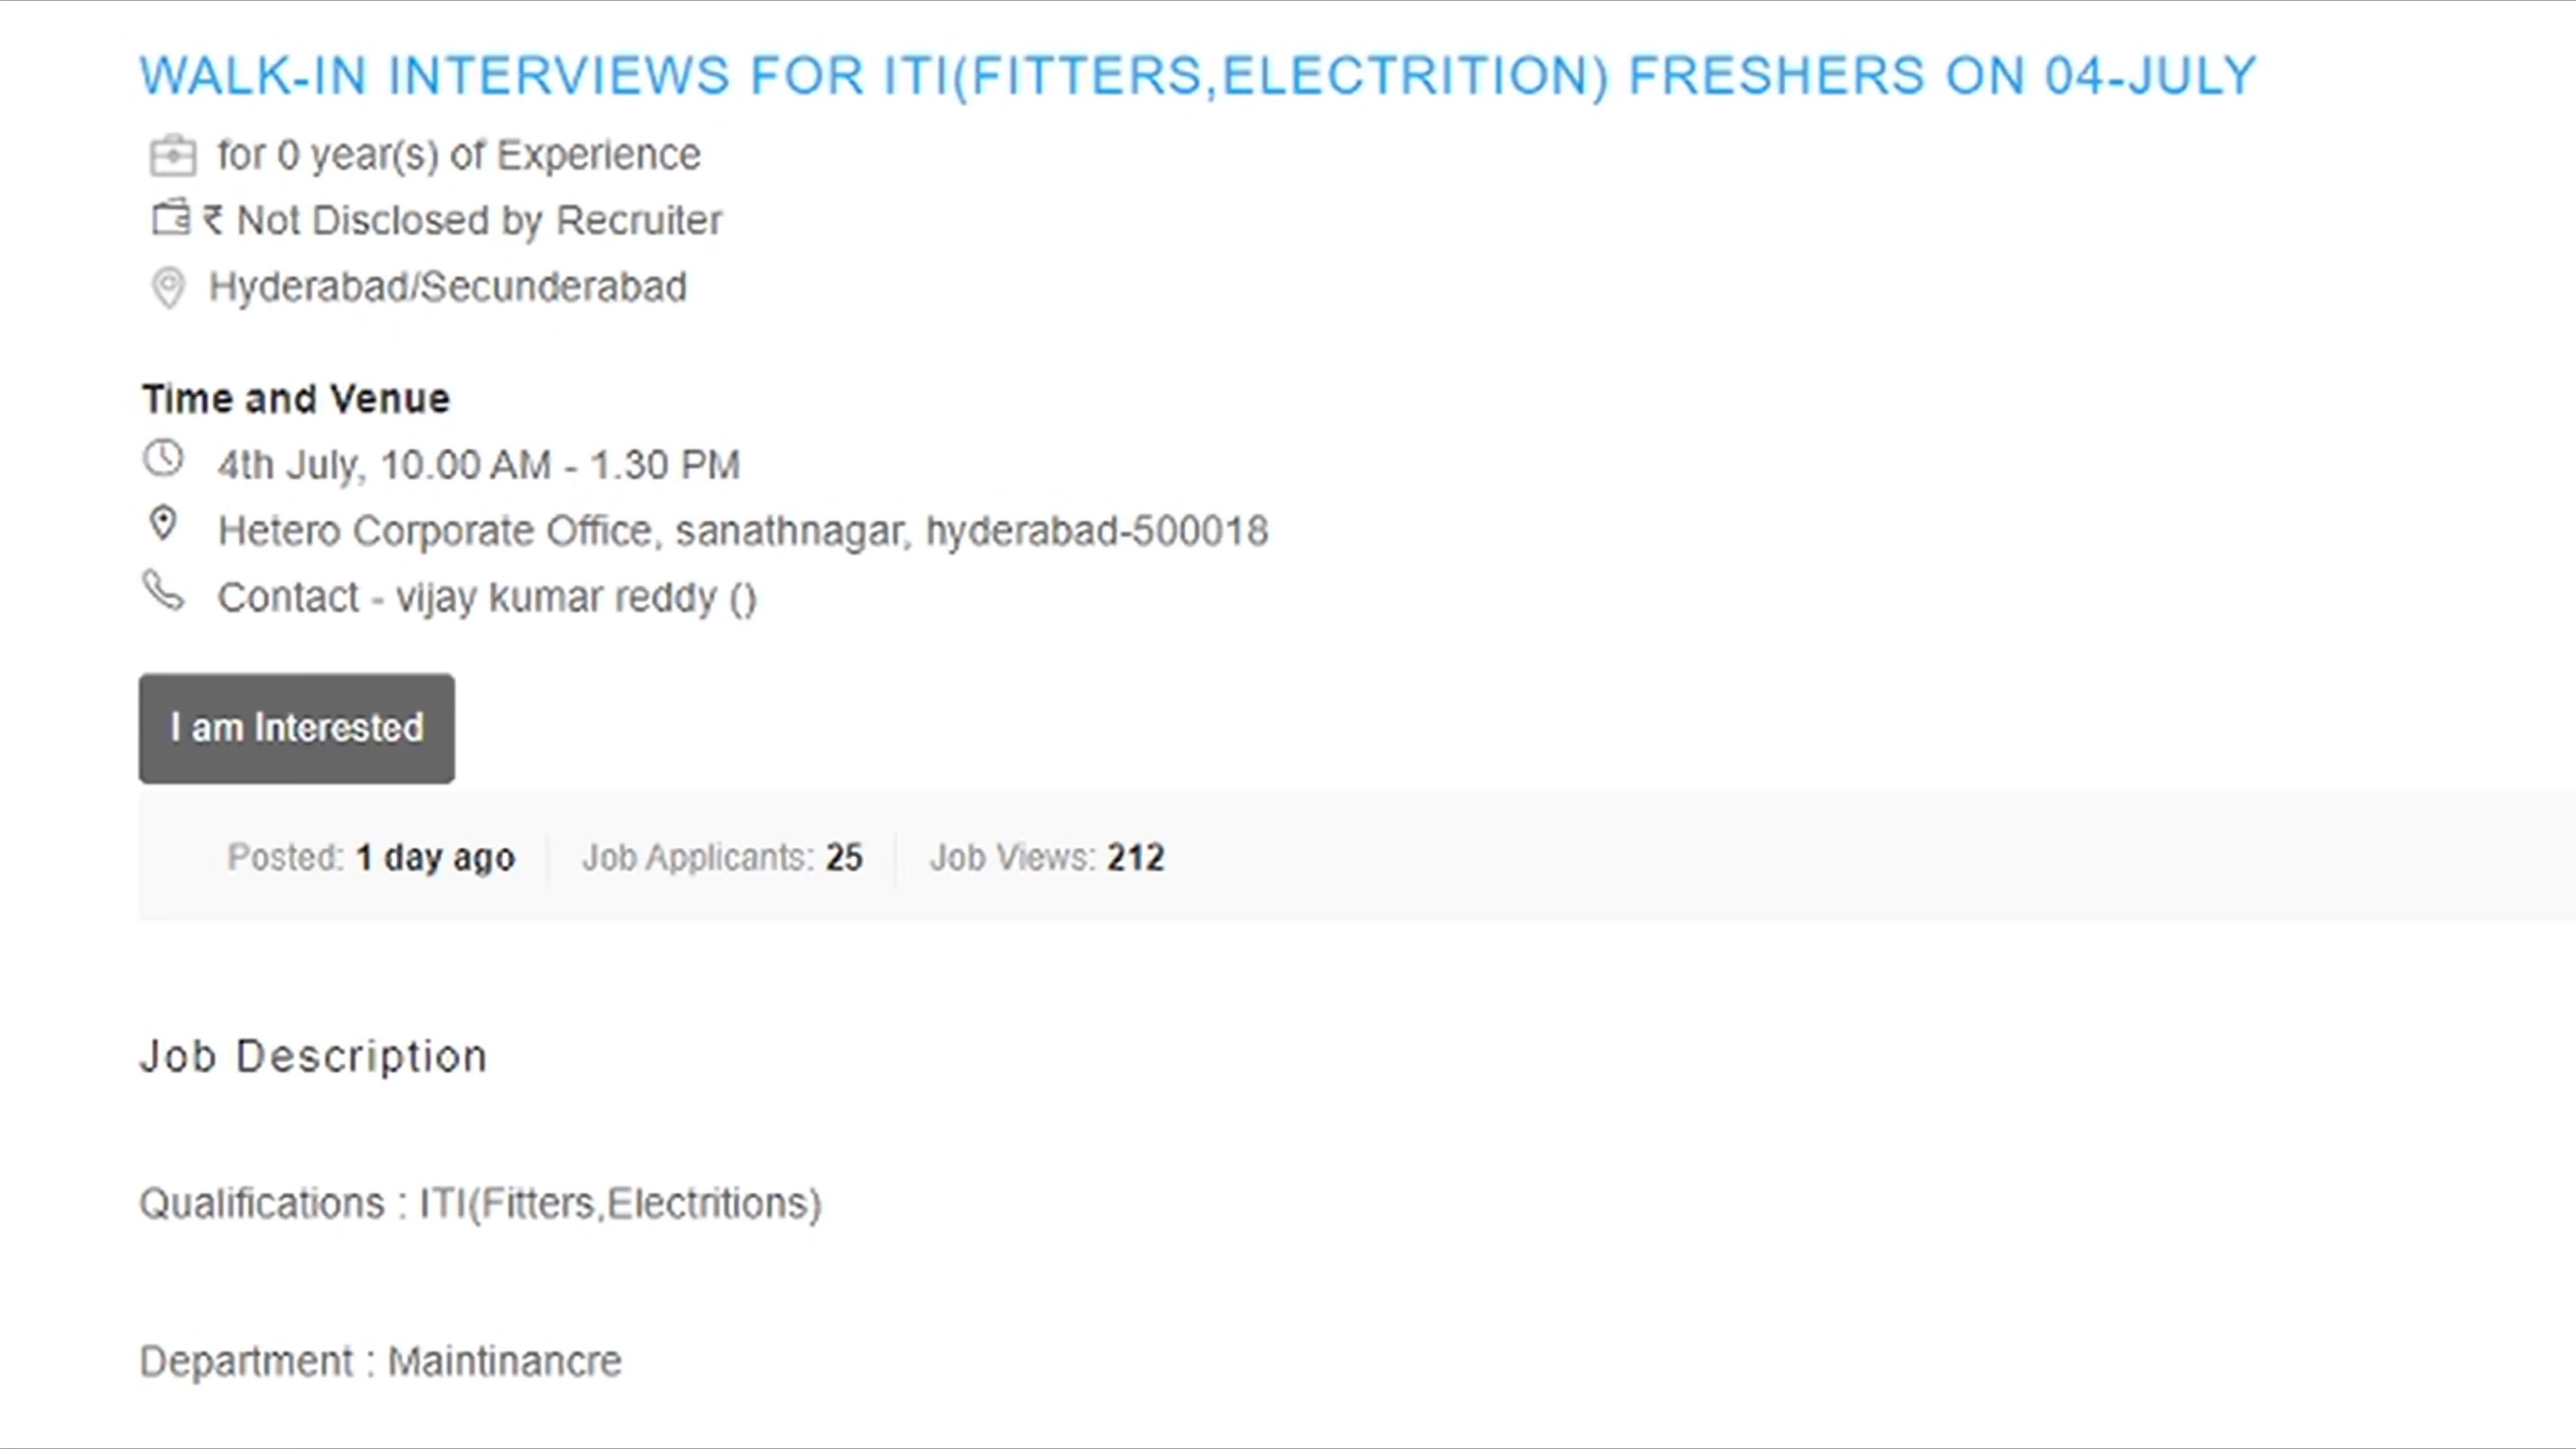 WALK-IN INTERVIEWS FOR ITI(FITTERS,ELECTRITION) FRESHERS ON 04-JULY
for 0 year(s) of Experience
₹ Not Disclosed by Recruiter
Hyderabad/Secunderabad
Time and Venue
4th July, 10.00 AM - 1.30 PM
Hetero Corporate Office, sanathnagar, hyderabad-500018
Contact - vijay kumar reddy ()
I am Interested
Posted: 1 day ago Job Applicants: 25 Job Views: 212
Job Description
Qualifications : ITI(Fitters,Electritions)
Department : Maintinancre